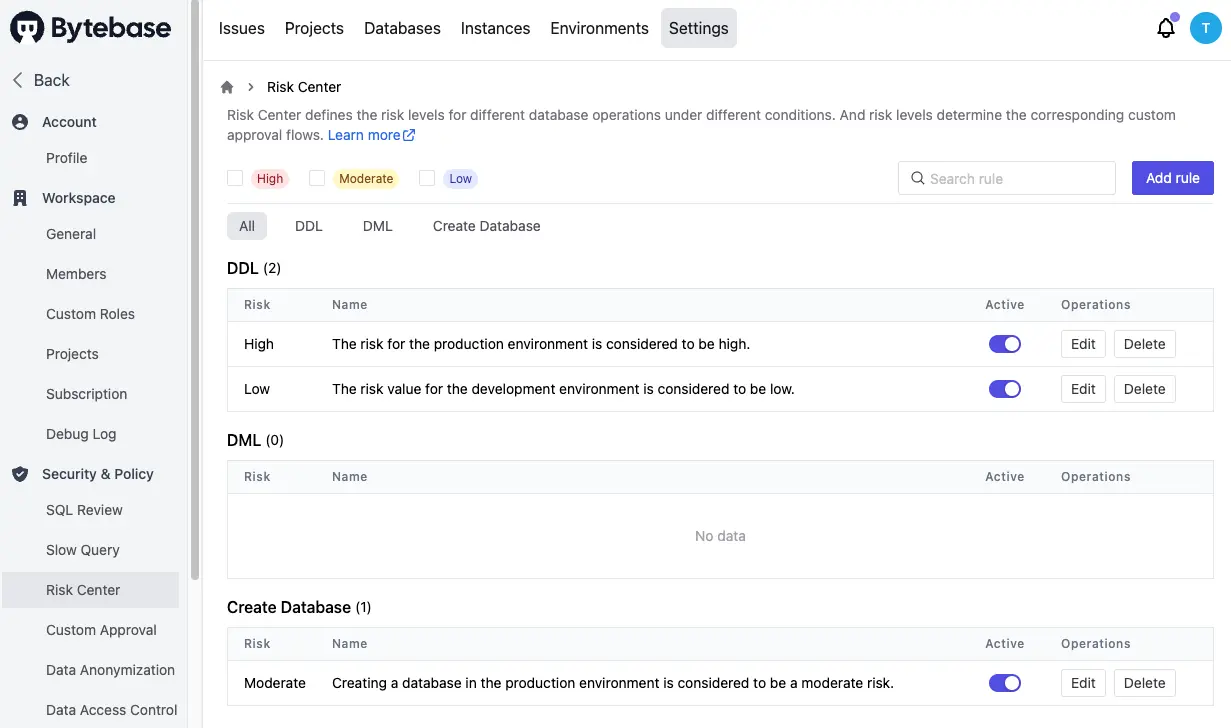 Bytebase
Issues Projects Databases Instances Environments Settings
T
Back
Account
Profile
Workspace
General
Members
Custom Roles
Projects
Subscription
Debug Log
Security & Policy
SQL Review
Slow Query
Risk Center
Custom Approval
Data Anonymization
Data Access Control
Risk Center
Risk Center defines the risk levels for different database operations under different conditions. And risk levels determine the corresponding custom
approval flows. Learn more
High Moderate Low
Search rule
Add rule
All DDL DML Create Database
DDL (2)
Risk Name Active Operations
High The risk for the production environment is considered to be high. Edit Delete
Low The risk value for the development environment is considered to be low. Edit Delete
DML (0)
Risk Name Active Operations
No data
Create Database (1)
Risk Name Active Operations
Moderate Creating a database in the production environment is considered to be a moderate risk. Edit Delete